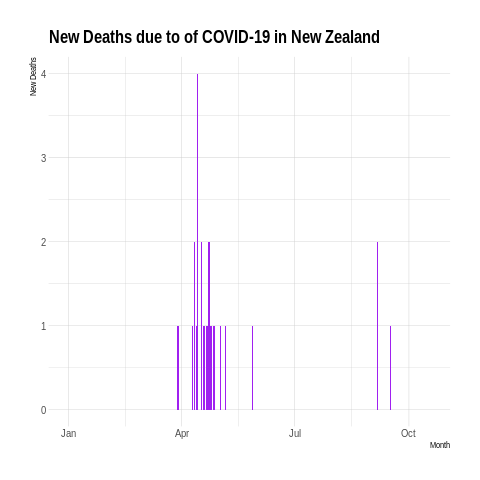 New Deaths due to of COVID-19 in New Zealand
New Deaths
4
3
2
1
0
Jan Apr Jul Oct
Month